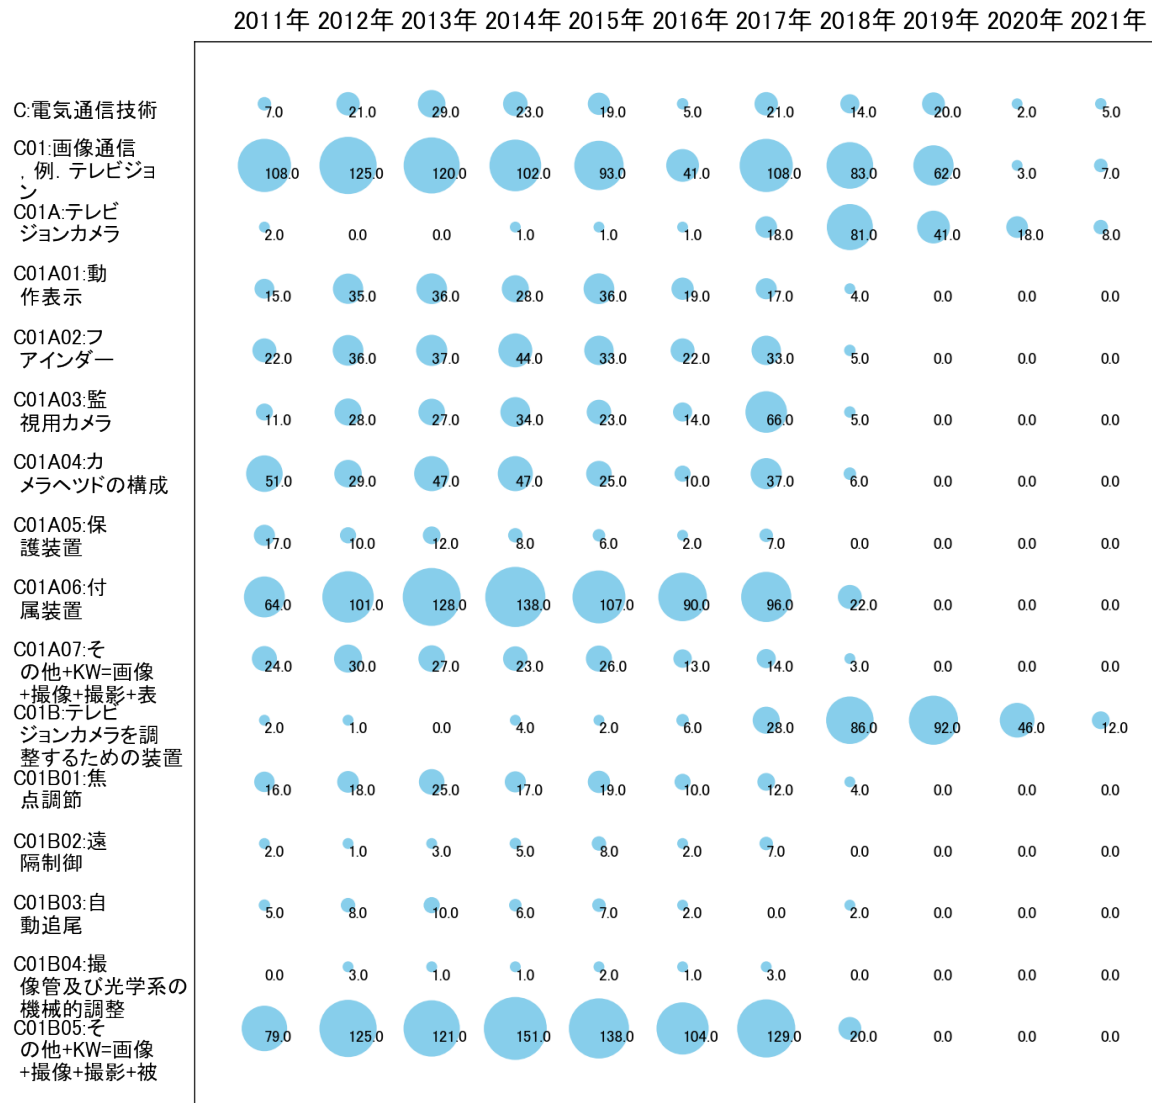 2011年 2012年 2013年 2014年 2015年 2016年 2017年 2018年 2019年 2020年 2021年
C:電気通信技術 7.0 21.0 29.0 23.0 19.0 5.0 21.0 14.0 20.0 2.0 5.0
C01:画像通信
，例．テレビジョ
ン
108.0 125.0 120.0 102.0 93.0 41.0 108.0 83.0 62.0 3.0 7.0
C01A:テレビ
ジョンカメラ
2.0 0.0 0.0 1.0 1.0 1.0 18.0 81.0 41.0 18.0 8.0
C01A01:動
作表示
15.0 35.0 36.0 28.0 36.0 19.0 17.0 4.0 0.0 0.0 0.0
C01A02:フ
アインダー
22.0 36.0 37.0 44.0 33.0 22.0 33.0 5.0 0.0 0.0 0.0
C01A03:監
視用カメラ
11.0 28.0 27.0 34.0 23.0 14.0 66.0 5.0 0.0 0.0 0.0
C01A04:カ
メラヘツドの構成
51.0 29.0 47.0 47.0 25.0 10.0 37.0 6.0 0.0 0.0 0.0
C01A05:保
護装置
17.0 10.0 12.0 8.0 6.0 2.0 7.0 0.0 0.0 0.0 0.0
C01A06:付
属装置
64.0 101.0 128.0 138.0 107.0 90.0 96.0 22.0 0.0 0.0 0.0
C01A07:そ
の他+KW=画像
+撮像+撮影+表
24.0 30.0 27.0 23.0 26.0 13.0 14.0 3.0 0.0 0.0 0.0
C01B:テレビ
ジョンカメラを調
整するための装置
2.0 1.0 0.0 4.0 2.0 6.0 28.0 86.0 92.0 46.0 12.0
C01B01:焦
点調節
16.0 18.0 25.0 17.0 19.0 10.0 12.0 4.0 0.0 0.0 0.0
C01B02:遠
隔制御
2.0 1.0 3.0 5.0 8.0 2.0 7.0 0.0 0.0 0.0 0.0
C01B03:自
動追尾
5.0 8.0 10.0 6.0 7.0 2.0 0.0 2.0 0.0 0.0 0.0
C01B04:撮
像管及び光学系の
機械的調整
0.0 3.0 1.0 1.0 2.0 1.0 3.0 0.0 0.0 0.0 0.0
C01B05:そ
の他+KW=画像
+撮像+撮影+被
79.0 125.0 121.0 151.0 138.0 104.0 129.0 20.0 0.0 0.0 0.0